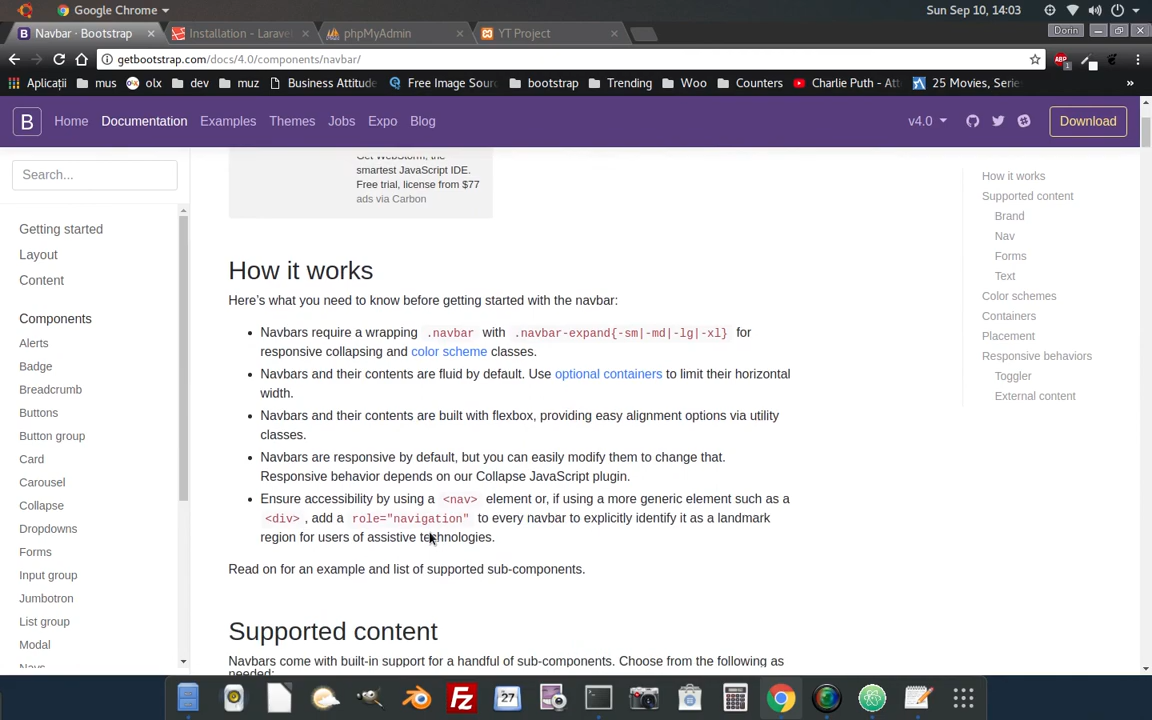 Google Chrome
Sun Sep 10, 14:03
Navbar · Bootstrap
Installation - Laravel
phpMyAdmin
YT Project
Dorin
getbootstrap.com/docs/4.0/components/navbar/
Aplicații
mus
olx
dev
muz
Business Attitude
Free Image Sourc
bootstrap
Trending
Woo
Counters
Charlie Puth - Att
25 Movies, Serie
»
ABP
1
B
Home
Documentation
Examples
Themes
Jobs
Expo
Blog
v4.0
Download
Search...
Getting started
Layout
Content
Components
Alerts
Badge
Breadcrumb
Buttons
Button group
Card
Carousel
Collapse
Dropdowns
Forms
Input group
Jumbotron
List group
Modal
Navs
Get WebStorm, the
smartest JavaScript IDE.
Free trial, license from $77
ads via Carbon
How it works
Here's what you need to know before getting started with the navbar:
• Navbars require a wrapping .navbar with .navbar-expand{-sm|-md|-lg|-xl} for
responsive collapsing and color scheme classes.
• Navbars and their contents are fluid by default. Use optional containers to limit their horizontal
width.
• Navbars and their contents are built with flexbox, providing easy alignment options via utility
classes.
• Navbars are responsive by default, but you can easily modify them to change that.
Responsive behavior depends on our Collapse JavaScript plugin.
• Ensure accessibility by using a <nav> element or, if using a more generic element such as a
<div> , add a role="navigation" to every navbar to explicitly identify it as a landmark
region for users of assistive technologies.
Read on for an example and list of supported sub-components.
Supported content
Navbars come with built-in support for a handful of sub-components. Choose from the following as
needed:
How it works
Supported content
Brand
Nav
Forms
Text
Color schemes
Containers
Placement
Responsive behaviors
Toggler
External content
FZ
27